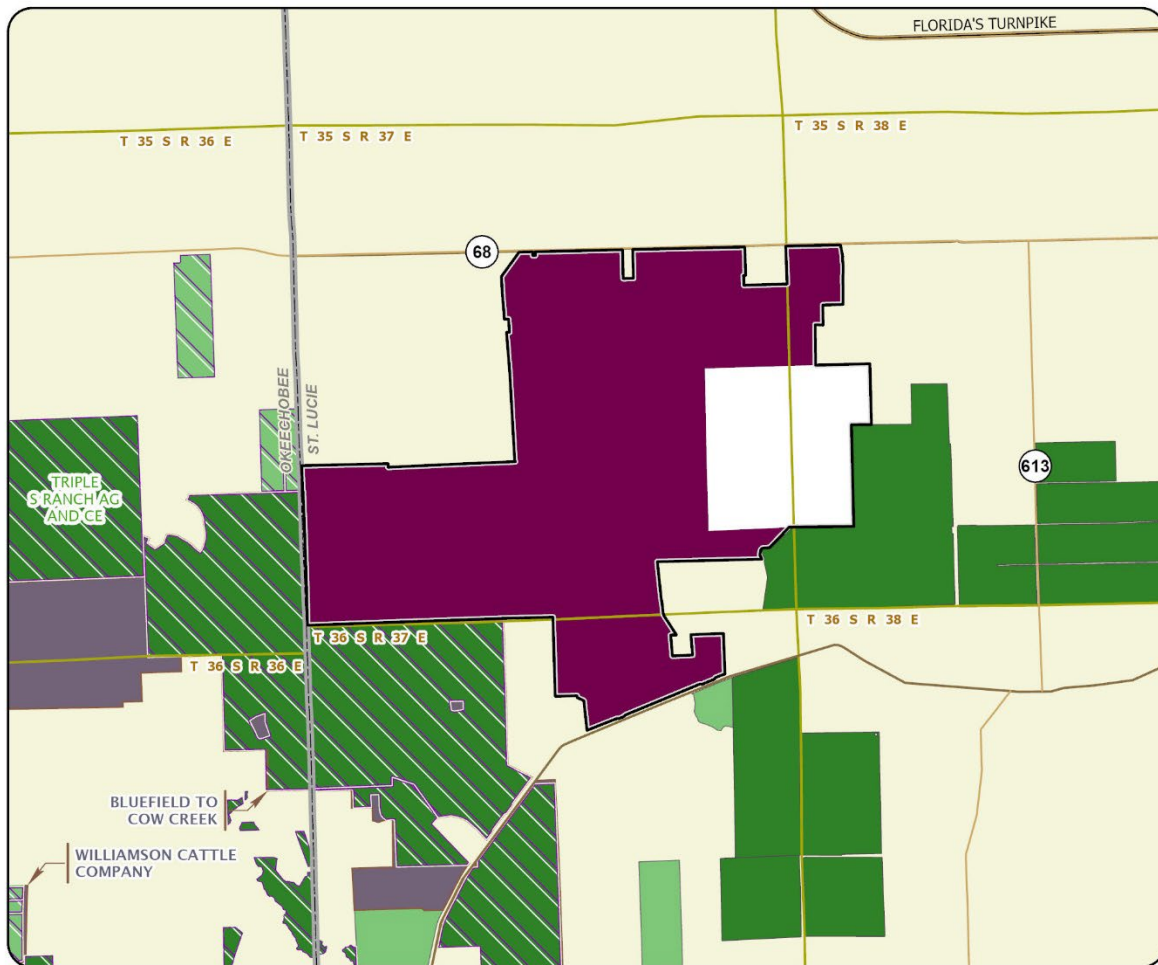 FLORIDA'S TURNPIKE
T 35 S R 36 E
T 35 S R 37 E
T 35 S R 38 E
68
OKEECHOBEE
ST. LUCIE
613
TRIPLE
S RANCH AG
AND CE
T 36 S R 38 E
T 36 S R 37 E
T 36 S R 36 E
BLUEFIELD TO
COW CREEK
WILLIAMSON CATTLE
COMPANY